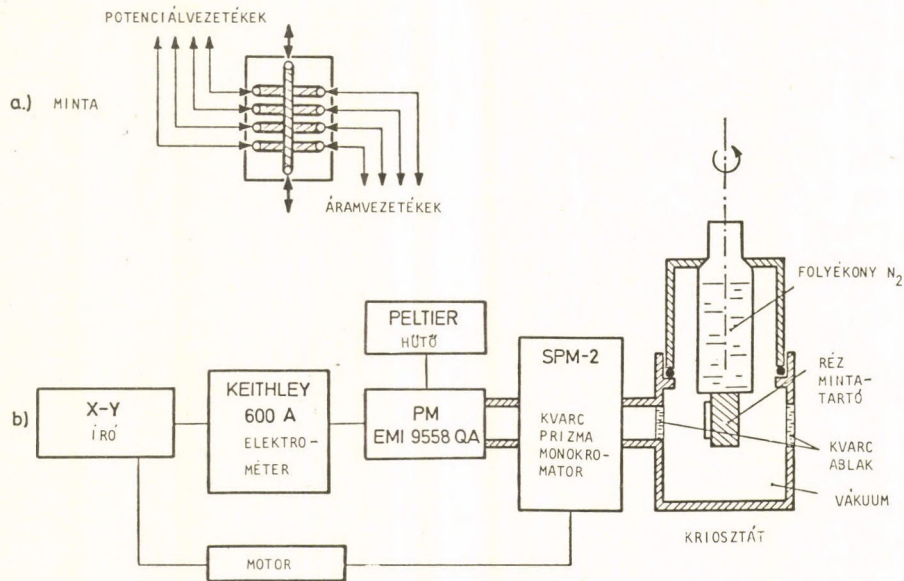 POTENCIÁLVEZETÉKEK
a.) MINTA
ÁRAMVEZETÉKEK
FOLYÉKONY N2
PELTIER
HŰTŐ
SPM-2
RÉZ
MINTA-
TARTÓ
KEITHLEY
600 A
ELEKTRO-
MÉTER
b)
X-Y
ÍRÓ
PM
EMI 9558 QA
KVARC
PRIZMA
MONOKRO-
MATOR
KVARC
ABLAK
VÁKUUM
KRIOSZTÁT
MOTOR